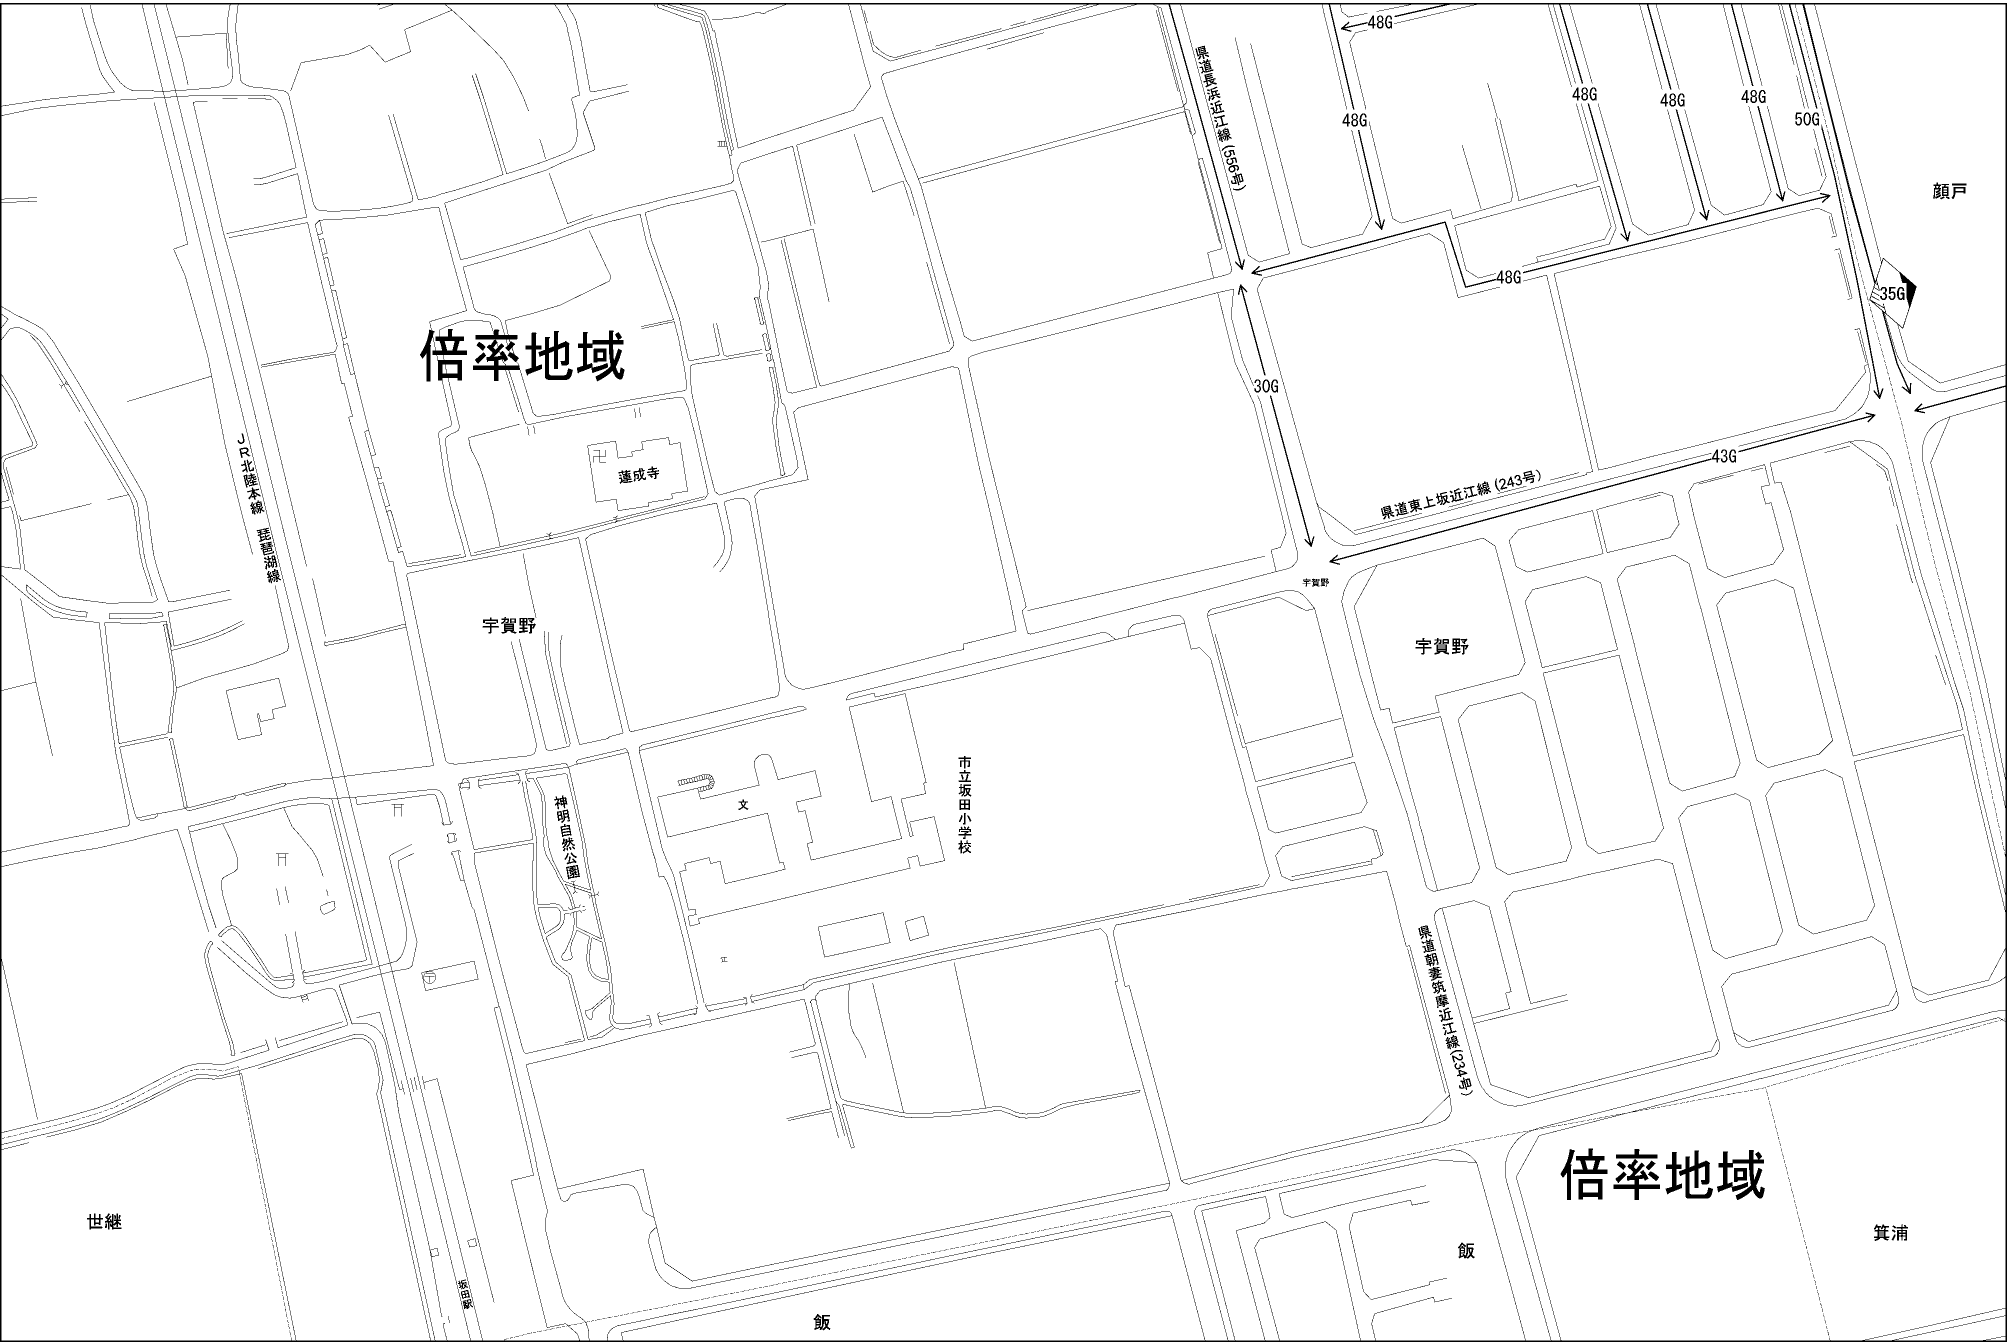 48G
県道長浜近江線(556号)
48G
48G
48G
48G
50G
顔戸
48G
35G
倍率地域
30G
JR北陸本線 琵琶湖線
蓮成寺
43G
県道東上坂近江線(243号)
宇賀野
宇賀野
宇賀野
神明自然公園
文
市立坂田小学校
県道朝妻筑摩近江線(234号)
倍率地域
世継
箕浦
飯
坂田駅
飯